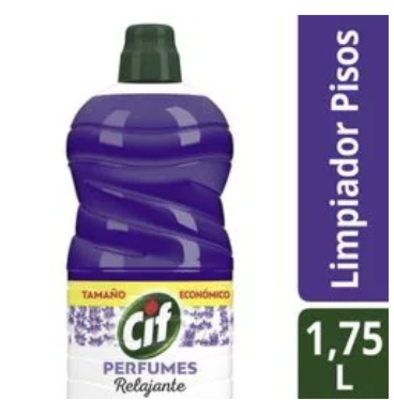 TAMAÑO ECONÓMICO
Cif
PERFUMES
Relajante
Limpiador Pisos
1,75
L